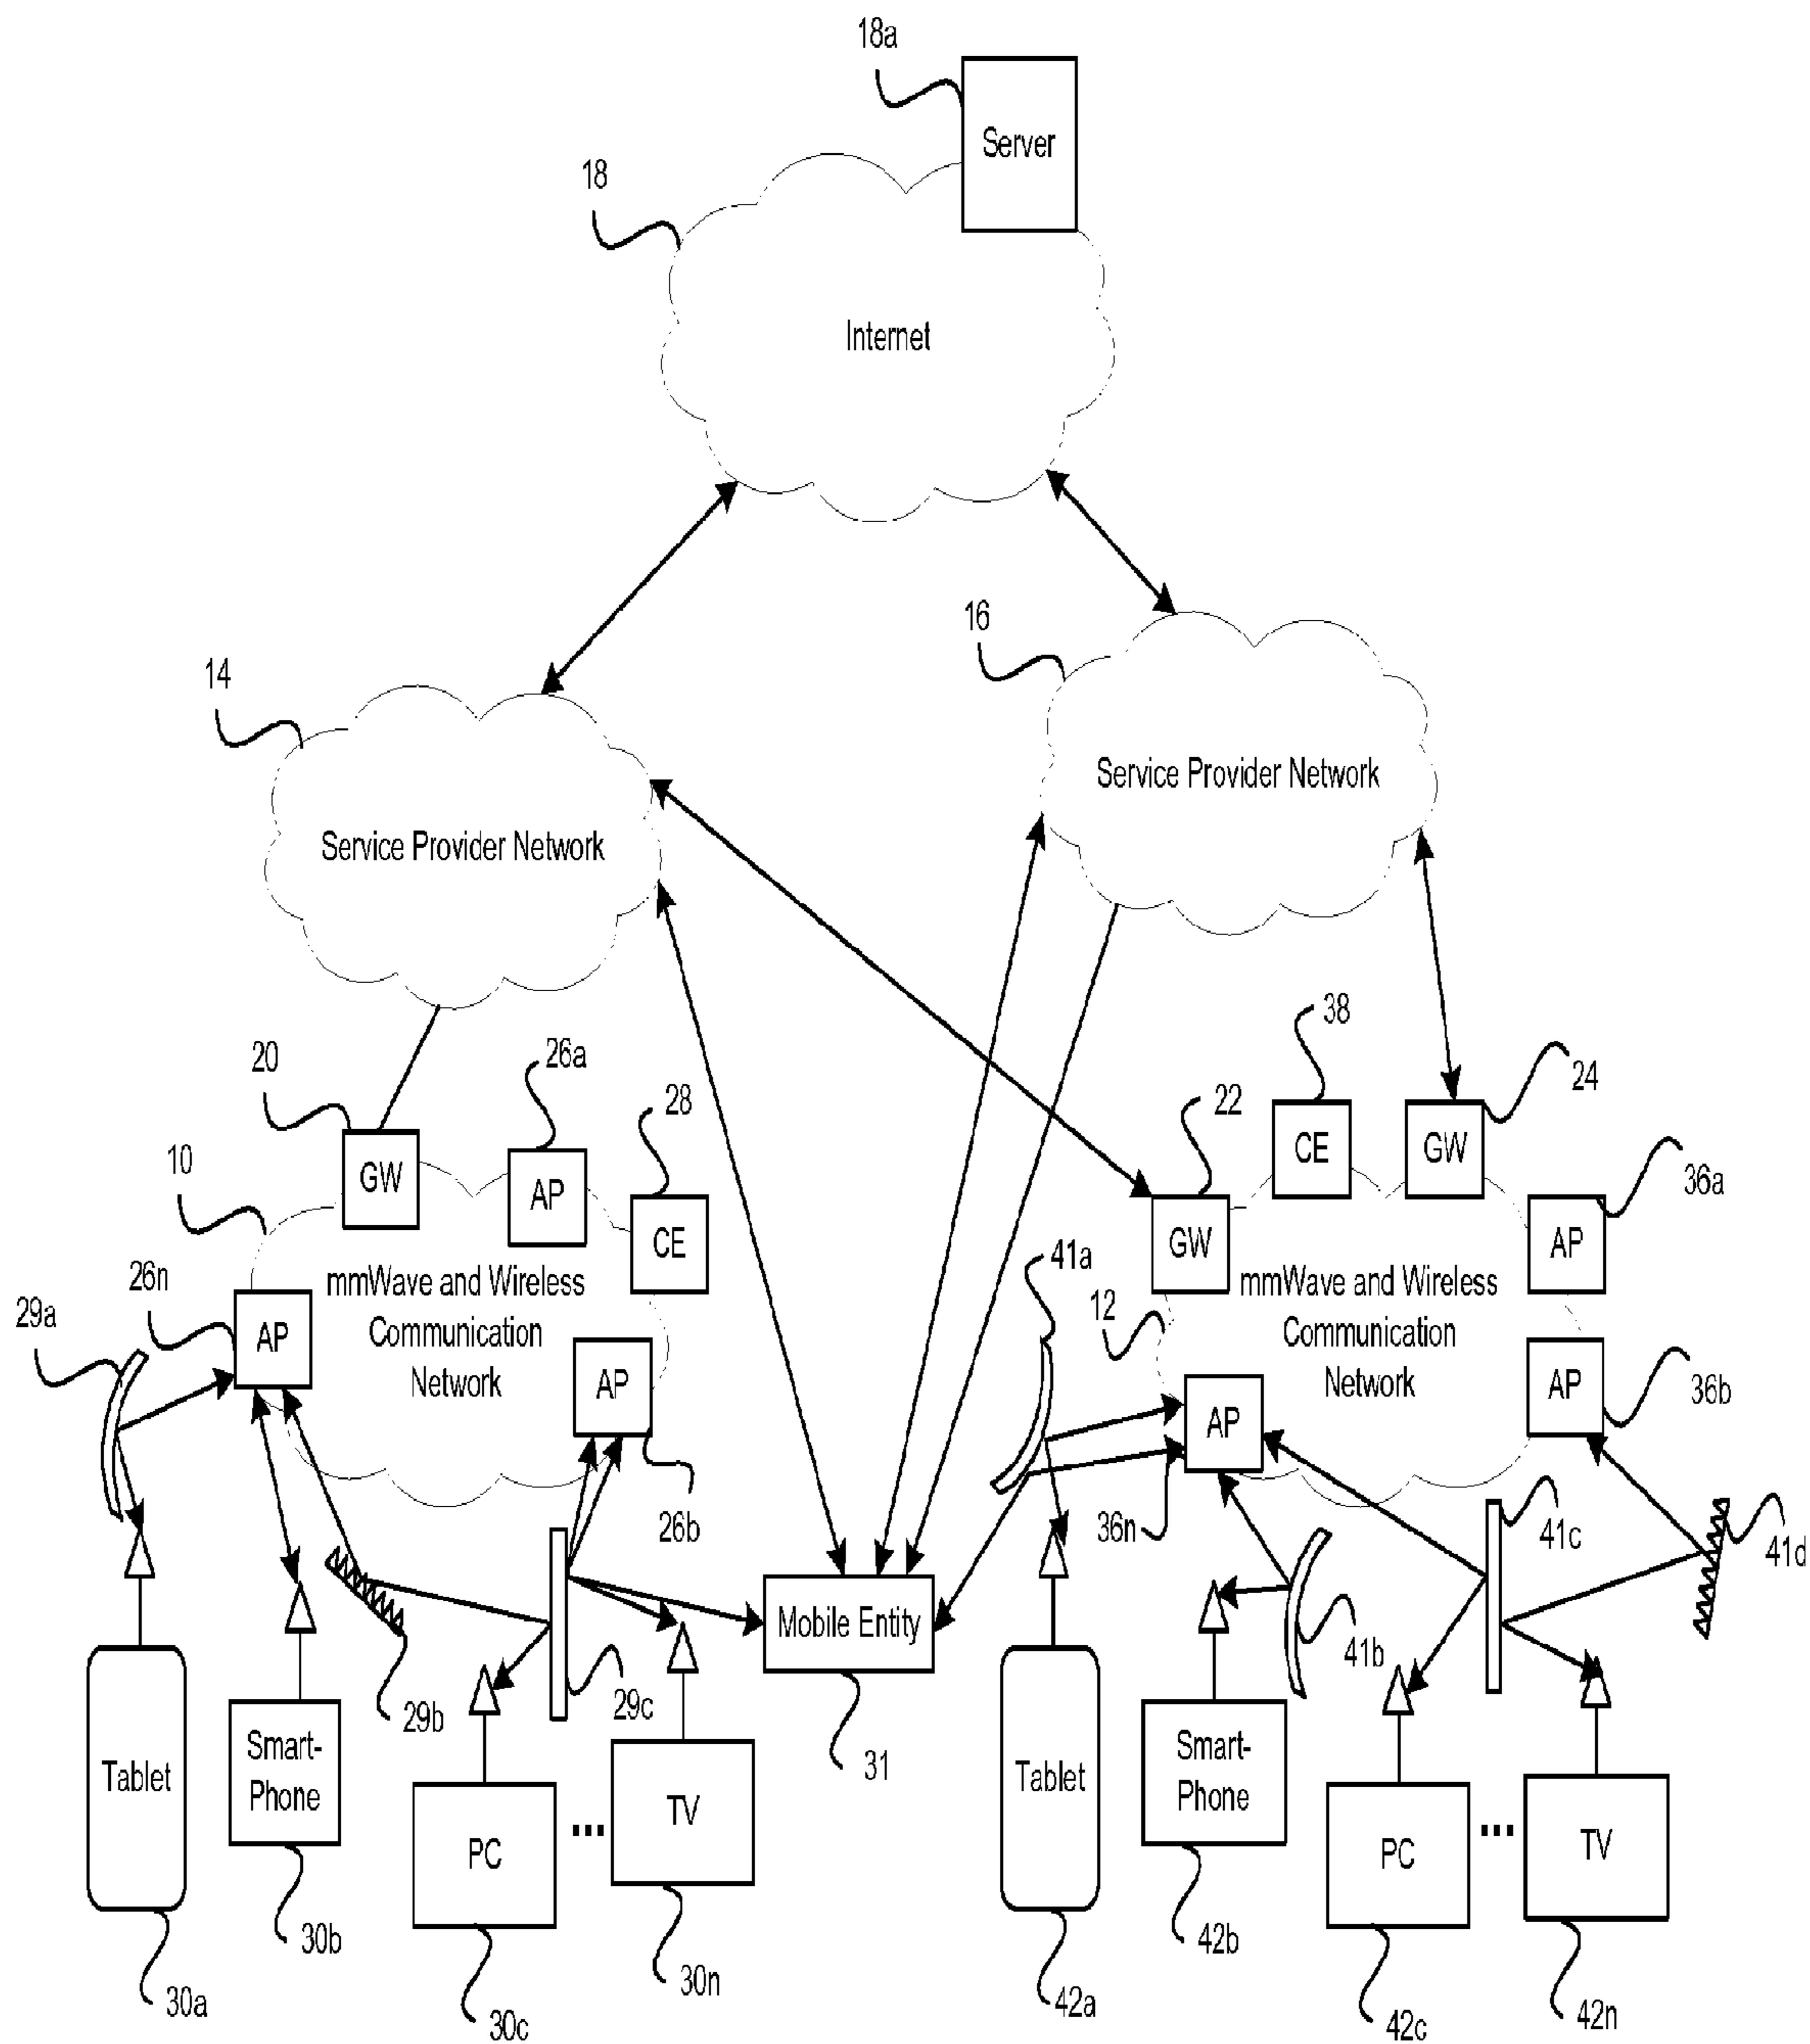 18a
Server
18
Internet
16
14
Service Provider Network
Service Provider Network
38
26a
20
24
28
22
CE
GW
10
GW
AP
36a
41a
CE
GW
AP
26n
mmWave and Wireless
Communication
Network
12
mmWave and Wireless
Communication
Network
29a
AP
AP
AP
36b
AP
26b
36n
41c
41d
Mobile Entity
41b
29b
29c
Smart-
Phone
31
Smart-
Phone
Tablet
Tablet
TV
TV
PC
...
PC
...
30b
42b
30n
30a
30c
42a
42c
42n